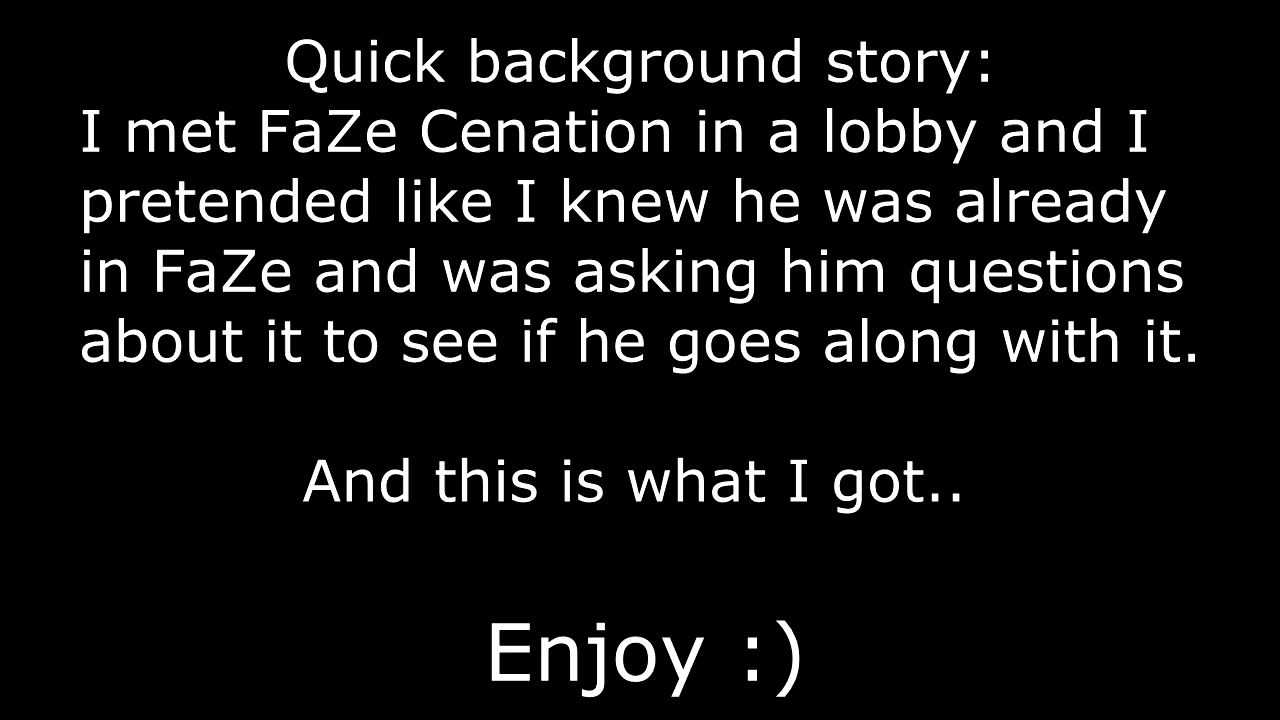 Quick background story:
I met FaZe Cenation in a lobby and I
pretended like I knew he was already
in FaZe and was asking him questions
about it to see if he goes along with it.
And this is what I got..
Enjoy :)